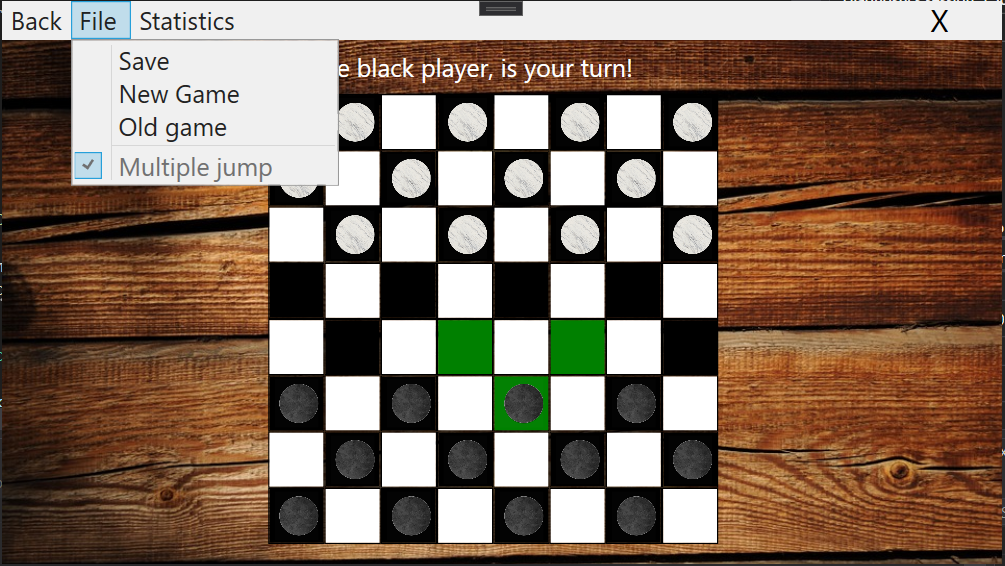 Back File Statistics X
Save
e black player, is your turn!
New Game
Old game
Multiple jump